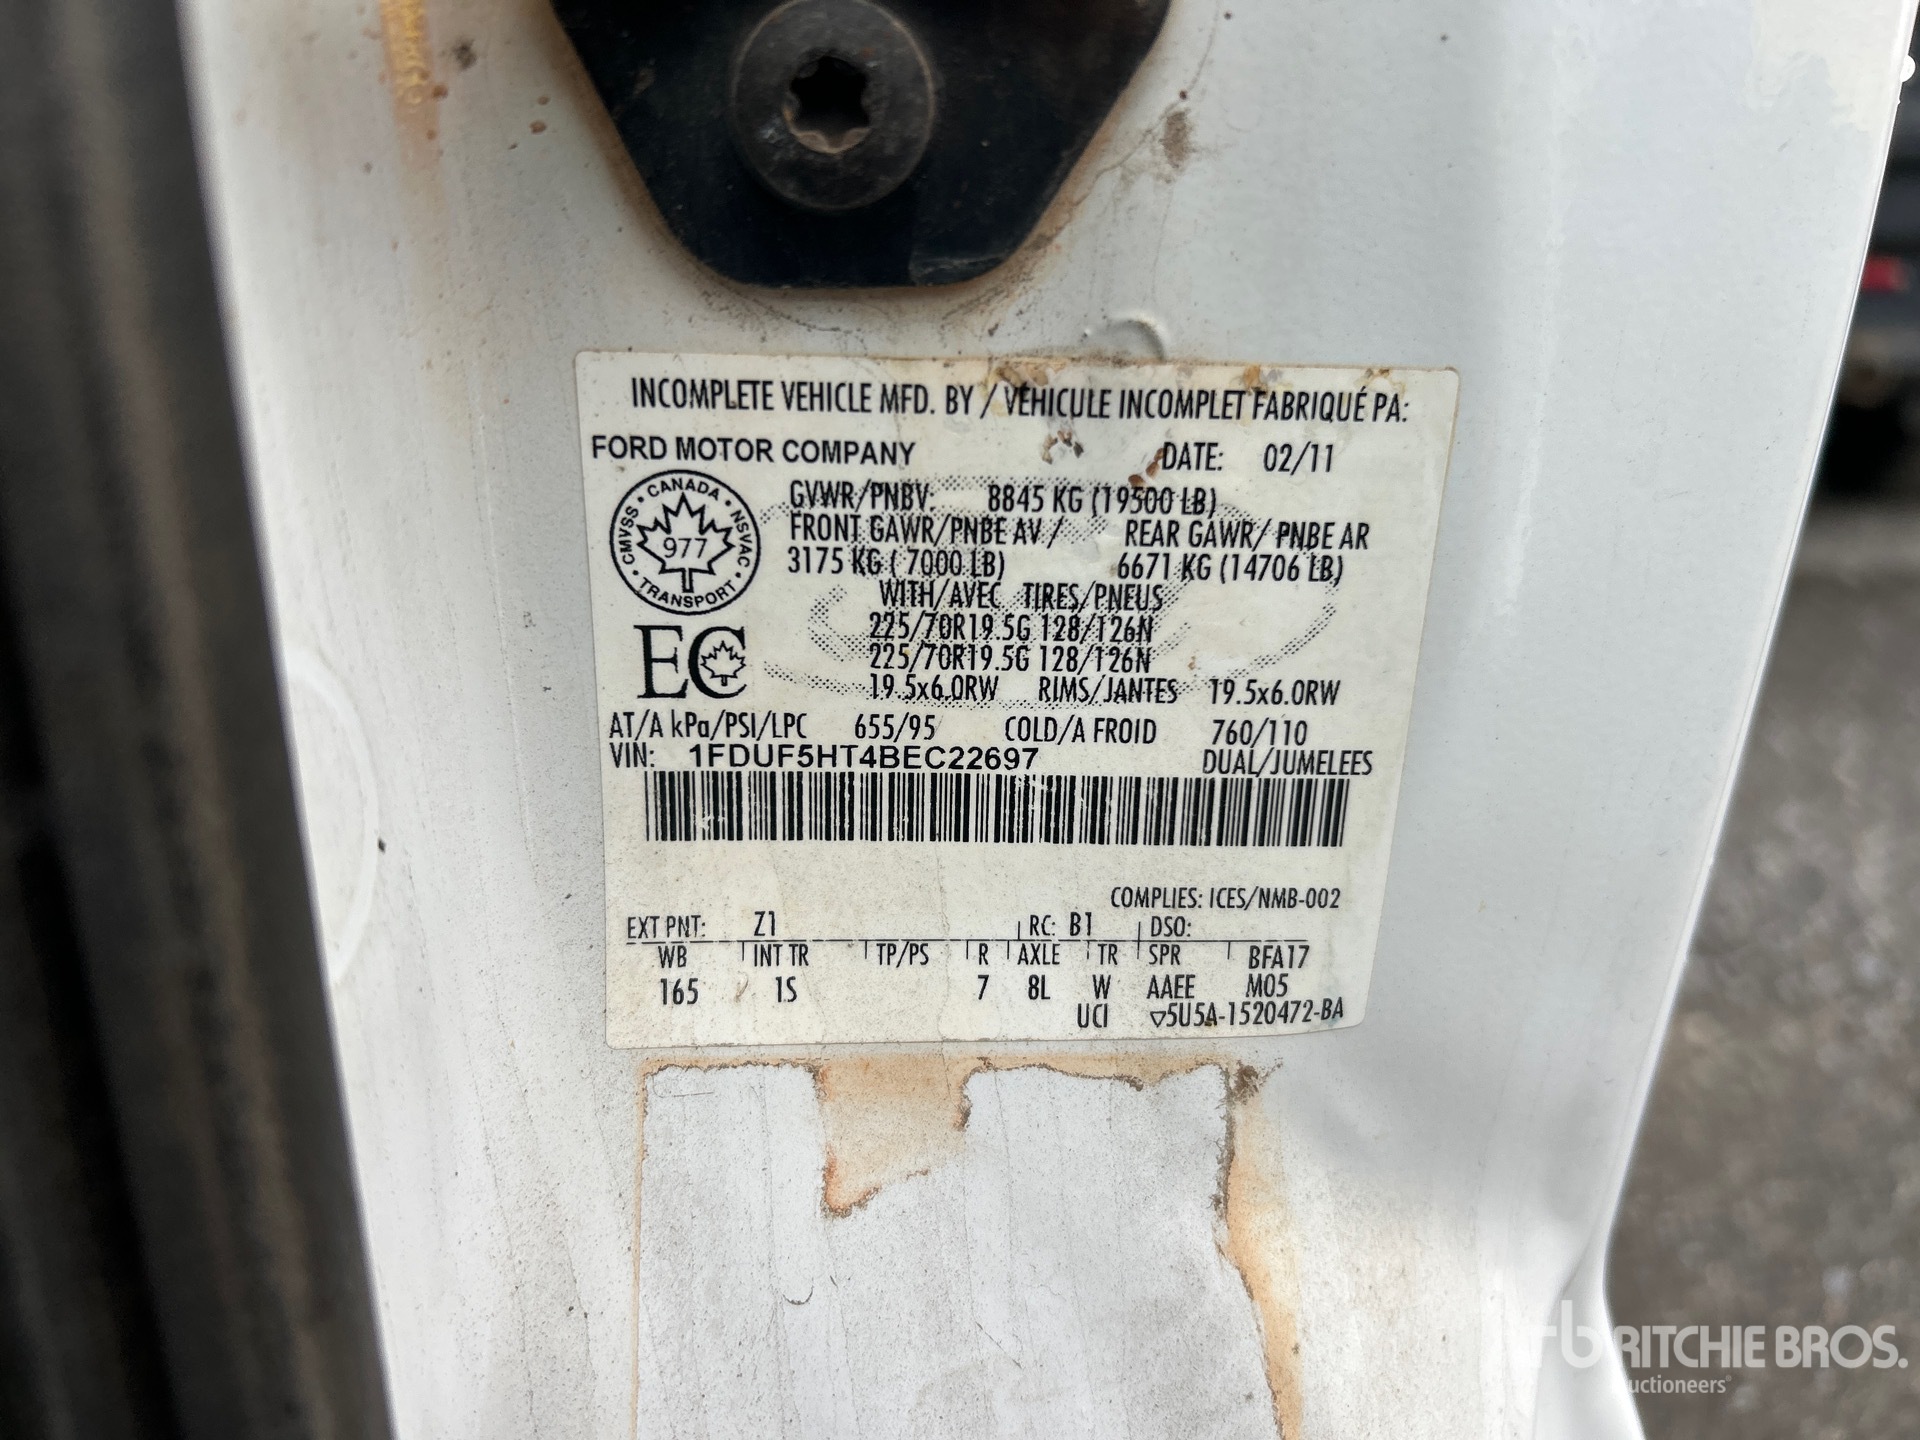 INCOMPLETE VEHICLE MFD. BY / VÉHICULE INCOMPLET FABRIQUÉ PA:
FORD MOTOR COMPANY DATE: 02/11
CMVSS • CANADA • NSVAC • TRANSPORT •
977
GVWR/PNBV: 8845 KG (19500 LB)
FRONT GAWR/PNBE AV / REAR GAWR/ PNBE AR
3175 KG ( 7000 LB) 6671 KG (14706 LB)
WITH/AVEC TIRES/PNEUS
225/70R19.5G 128/126N
225/70R19.5G 128/126N
EC
19.5x6.0RW RIMS/JANTES 19.5x6.0RW
AT/A kPa/PSI/LPC 655/95 COLD/A FROID 760/110
VIN: 1FDUF5HT4BEC22697 DUAL/JUMELEES
COMPLIES: ICES/NMB-002
EXT PNT: Z1 RC: B1 DSO:
WB INT TR TP/PS R AXLE TR SPR BFA17
165 1S 7 8L W AAEE M05
UCI ▽5U5A-1520472-BA
rb RITCHIE BROS.
Auctioneers